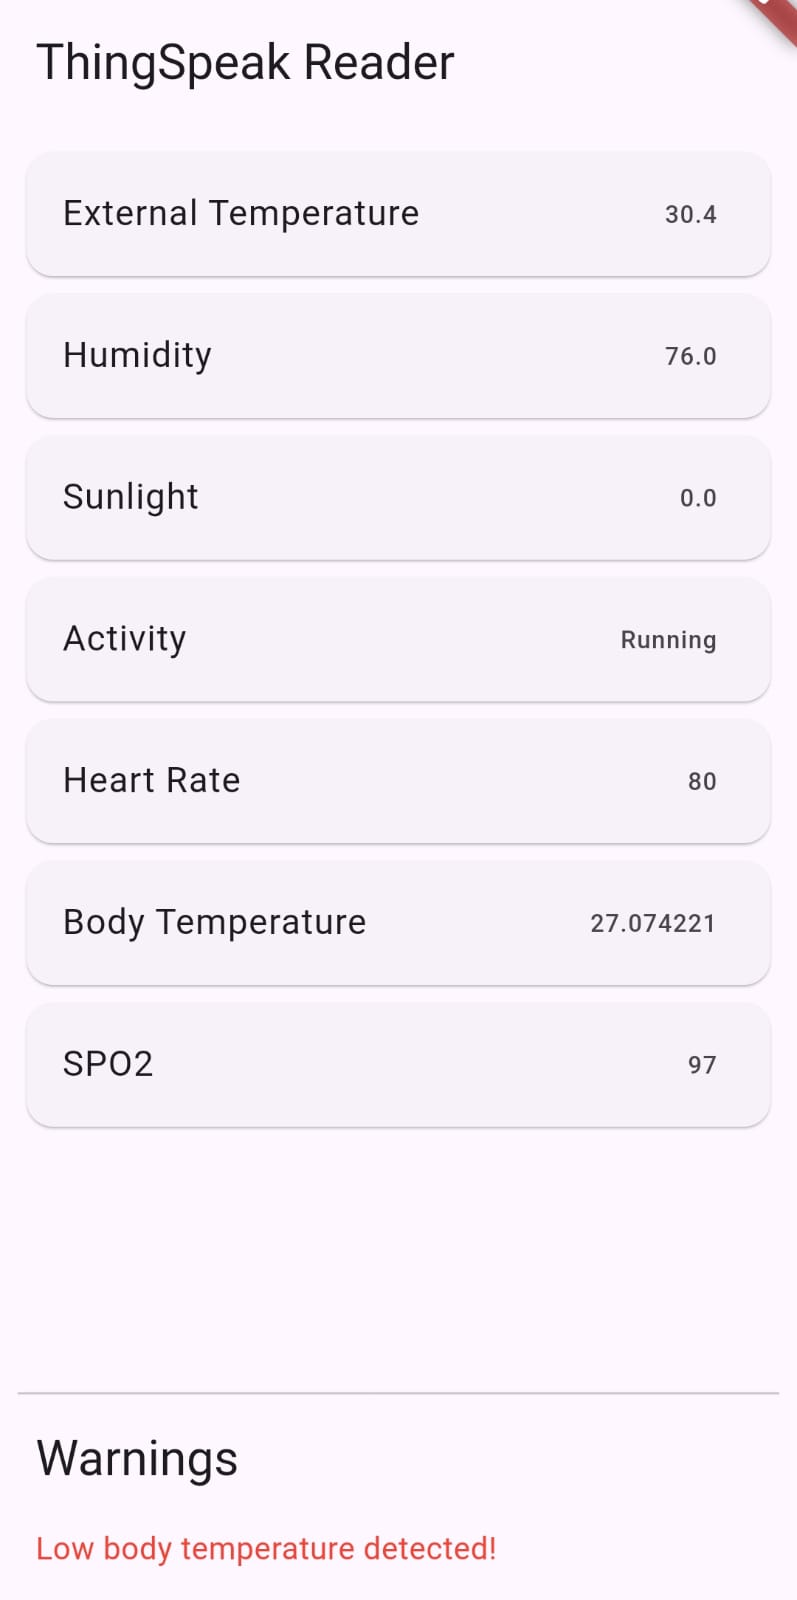 ThingSpeak Reader
External Temperature 30.4
Humidity 76.0
Sunlight 0.0
Activity Running
Heart Rate 80
Body Temperature 27.074221
SPO2 97
Warnings
Low body temperature detected!